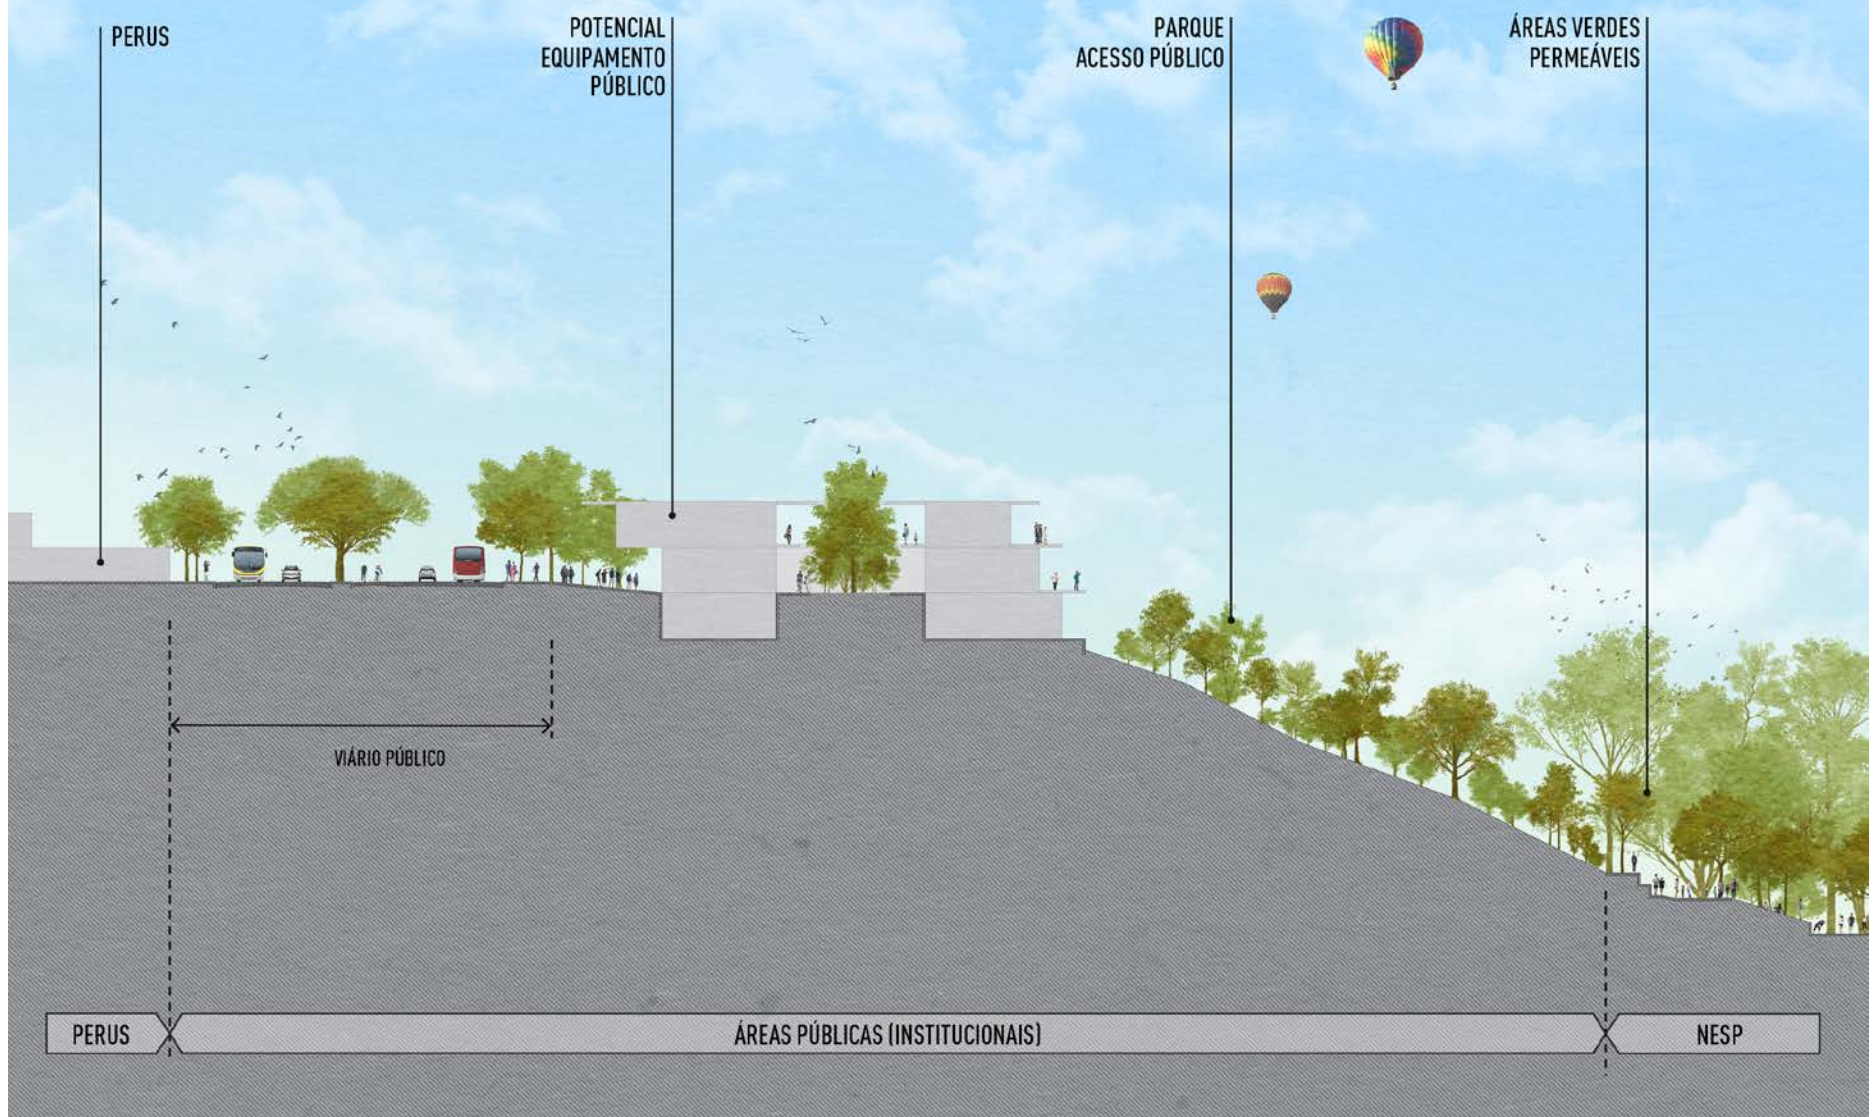 PERUS
POTENCIAL
EQUIPAMENTO
PÚBLICO
PARQUE
ACESSO PÚBLICO
ÁREAS VERDES
PERMEÁVEIS
VIÁRIO PÚBLICO
PERUS
ÁREAS PÚBLICAS (INSTITUCIONAIS)
NESP